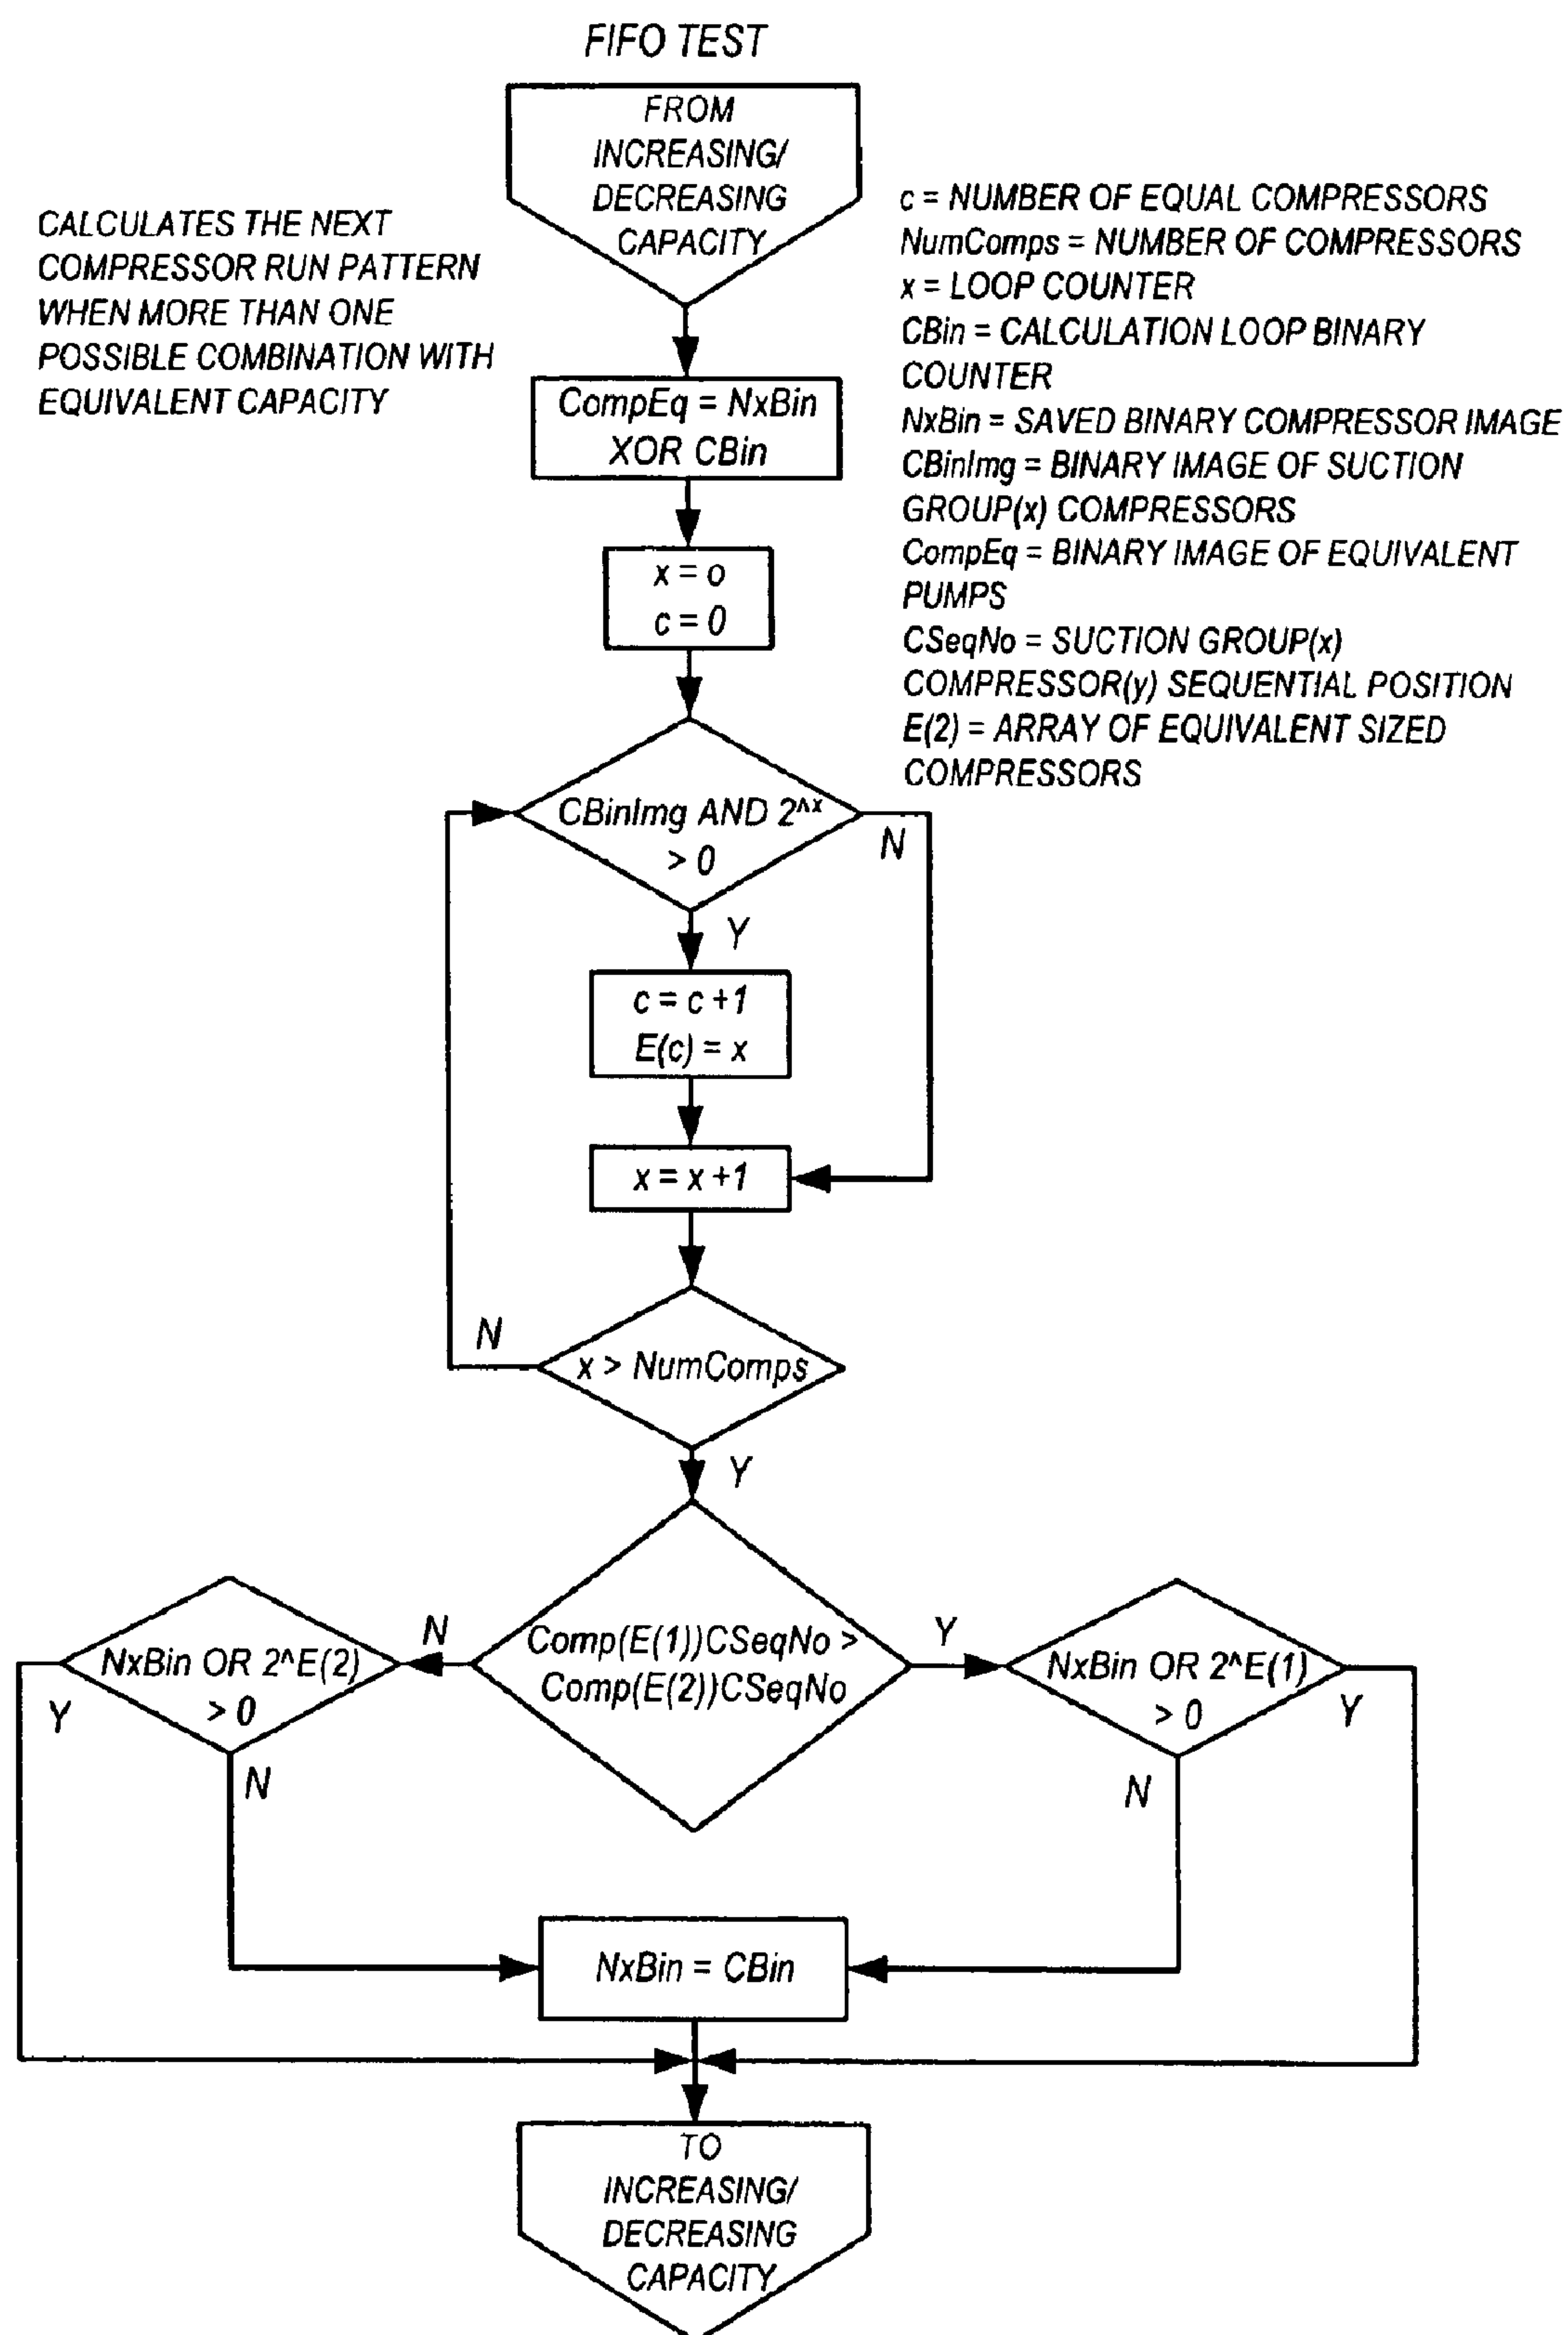 FIFO TEST
FROM
INCREASING/
DECREASING
CAPACITY
CALCULATES THE NEXT
COMPRESSOR RUN PATTERN
WHEN MORE THAN ONE
POSSIBLE COMBINATION WITH
EQUIVALENT CAPACITY
c = NUMBER OF EQUAL COMPRESSORS
NumComps = NUMBER OF COMPRESSORS
x = LOOP COUNTER
CBin = CALCULATION LOOP BINARY
COUNTER
NxBin = SAVED BINARY COMPRESSOR IMAGE
CBinImg = BINARY IMAGE OF SUCTION
GROUP(x) COMPRESSORS
CompEq = BINARY IMAGE OF EQUIVALENT
PUMPS
CSeqNo = SUCTION GROUP(x)
COMPRESSOR(y) SEQUENTIAL POSITION
E(2) = ARRAY OF EQUIVALENT SIZED
COMPRESSORS
CompEq = NxBin
XOR CBin
x = o
c = 0
CBinImg AND 2^x
> 0
N
Y
c = c +1
E(c) = x
x = x +1
N
x > NumComps
Y
NxBin OR 2^E(2)
> 0
Y
N
N
Comp(E(1))CSeqNo >
Comp(E(2))CSeqNo
Y
NxBin OR 2^E(1)
> 0
Y
N
NxBin = CBin
TO
INCREASING/
DECREASING
CAPACITY